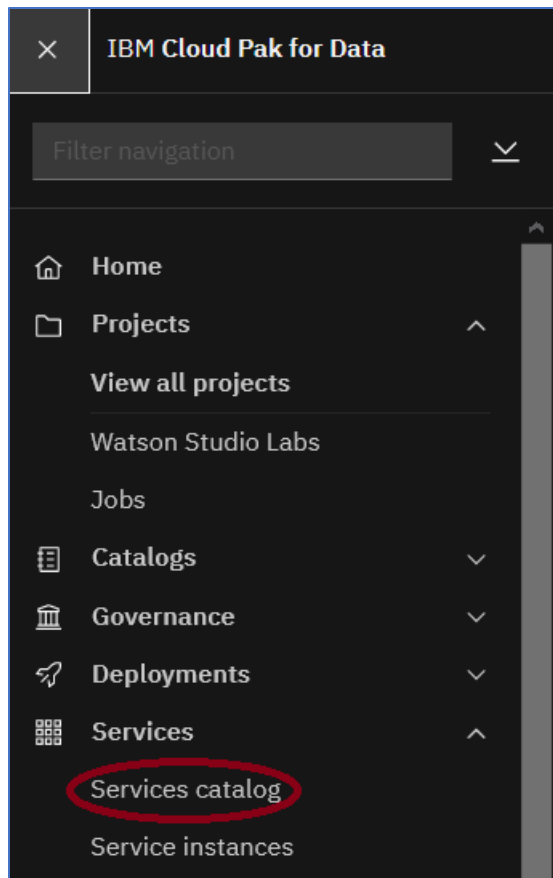 IBM Cloud Pak for Data
Filter navigation
Home
Projects
View all projects
Watson Studio Labs
Jobs
Catalogs
Governance
Deployments
Services
Services catalog
Service instances